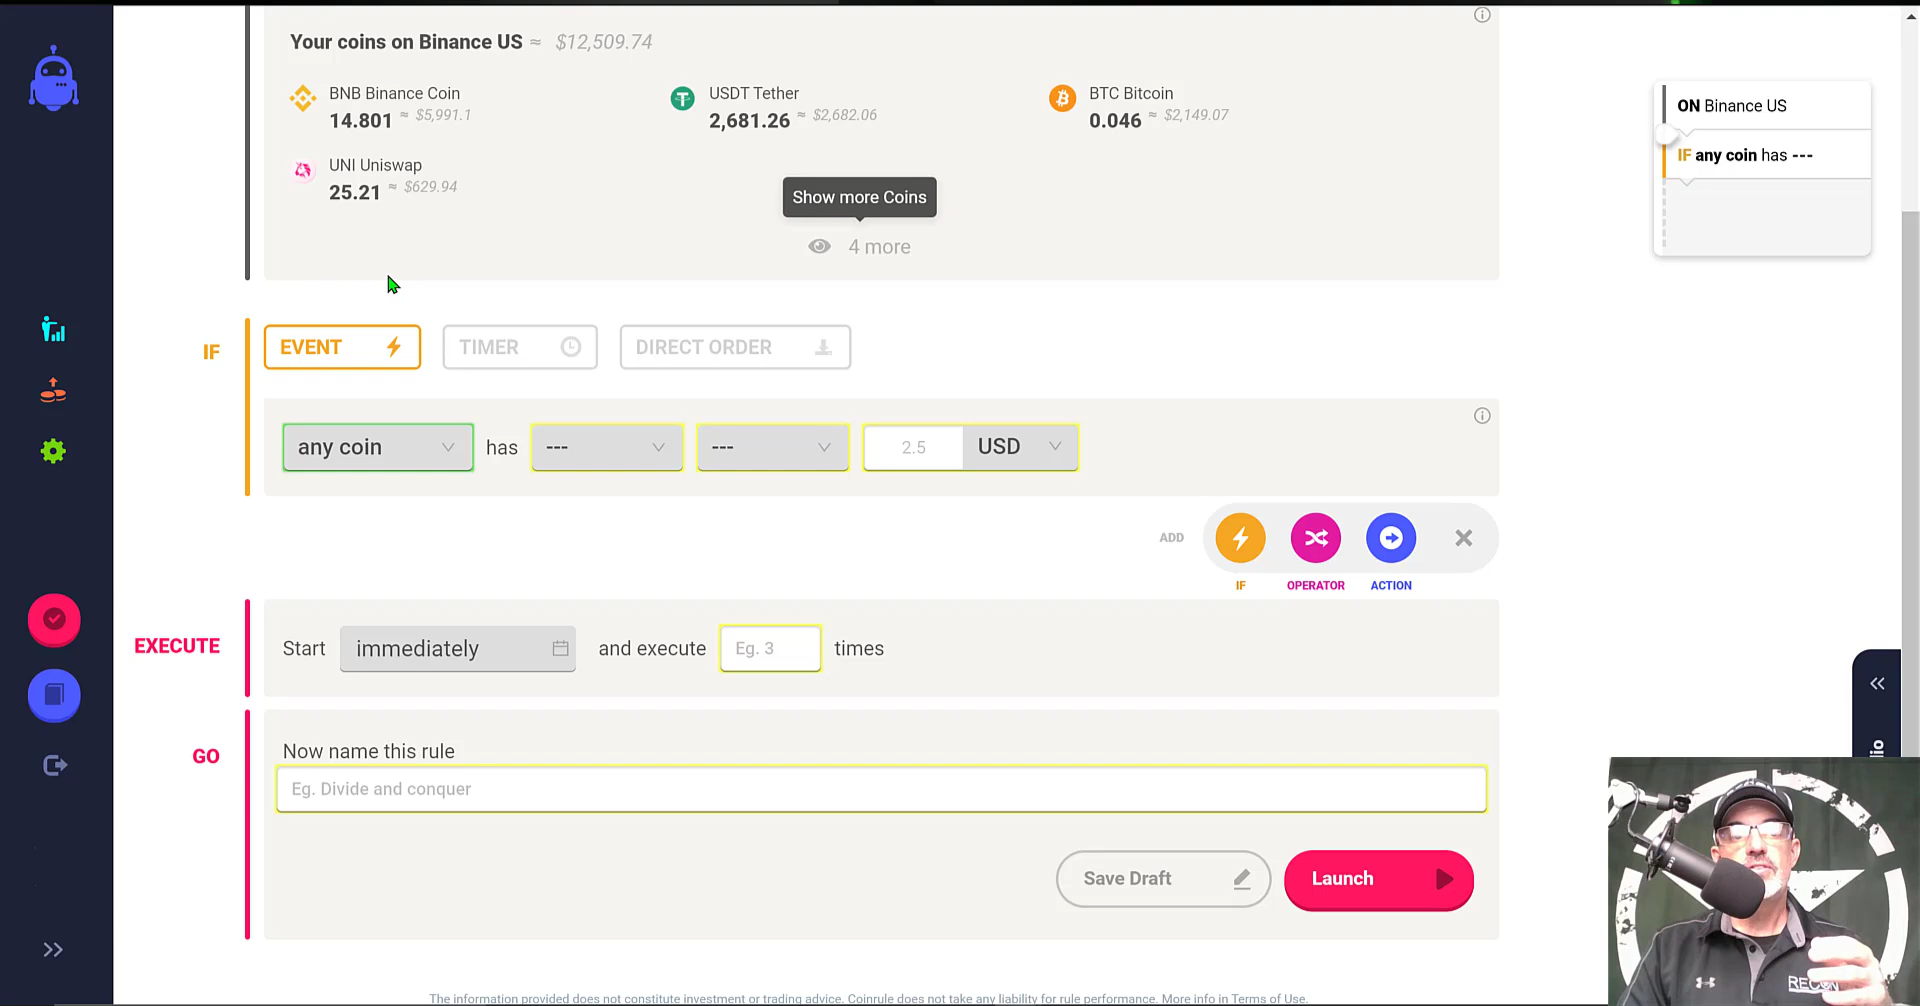 Your coins on Binance US ≈ $12,509.74
BNB Binance Coin
14.801 ≈ $5,991.1
USDT Tether
2,681.26 ≈ $2,682.06
BTC Bitcoin
0.046 ≈ $2,149.07
UNI Uniswap
25.21 ≈ $629.94
Show more Coins
4 more
ON Binance US
IF any coin has ---
IF
EVENT
TIMER
DIRECT ORDER
any coin has --- --- 2.5 USD
ADD
IF OPERATOR ACTION
EXECUTE
Start immediately and execute Eg. 3 times
GO
Now name this rule
Eg. Divide and conquer
Save Draft
Launch
The information provided does not constitute investment or trading advice. Coinrule does not take any liability for rule performance. More info in Terms of Use.